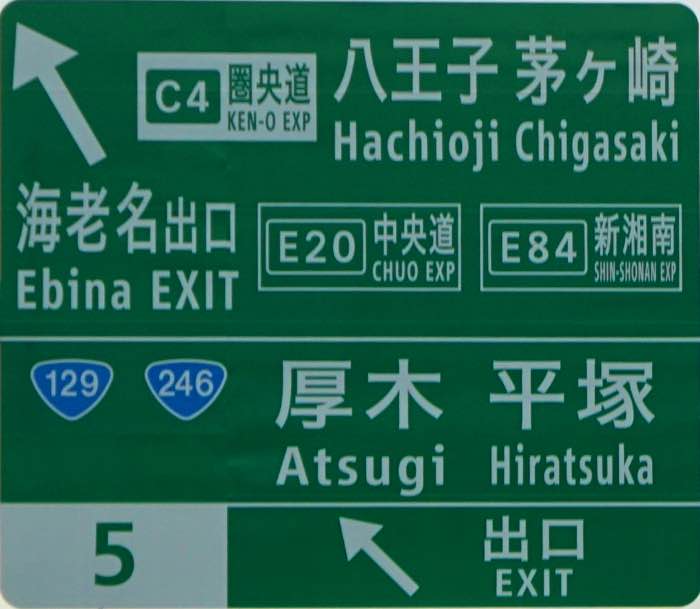 C4 圏央道 八王子 茅ヶ崎
KEN-O EXP Hachioji Chigasaki
海老名出口 E20 中央道 E84 新湘南
Ebina EXIT CHUO EXP SHIN-SHONAN EXP
129 246 厚木 平塚
Atsugi Hiratsuka
5 出口
EXIT